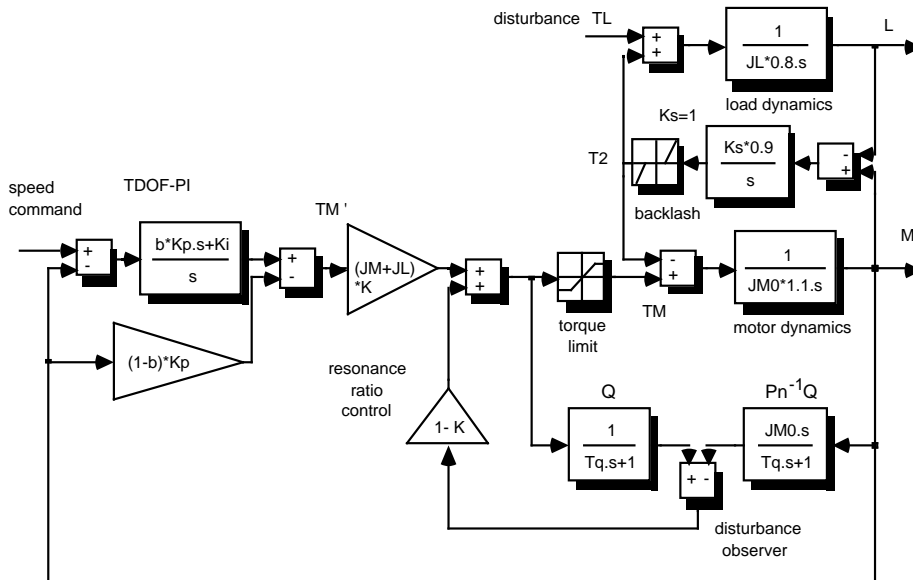 disturbance TL
+
+
1
JL*0.8.s
load dynamics
L
Ks=1
T2
backlash
Ks*0.9
s
-
+
speed
command
TDOF-PI
+
-
b*Kp.s+Ki
s
+
-
TM '
(JM+JL)
*K
+
+
torque
limit
-
+
TM
1
JM0*1.1.s
motor dynamics
M
(1-b)*Kp
resonance
ratio
control
1- K
Q
1
Tq.s+1
Pn⁻¹Q
JM0.s
Tq.s+1
+ -
disturbance
observer